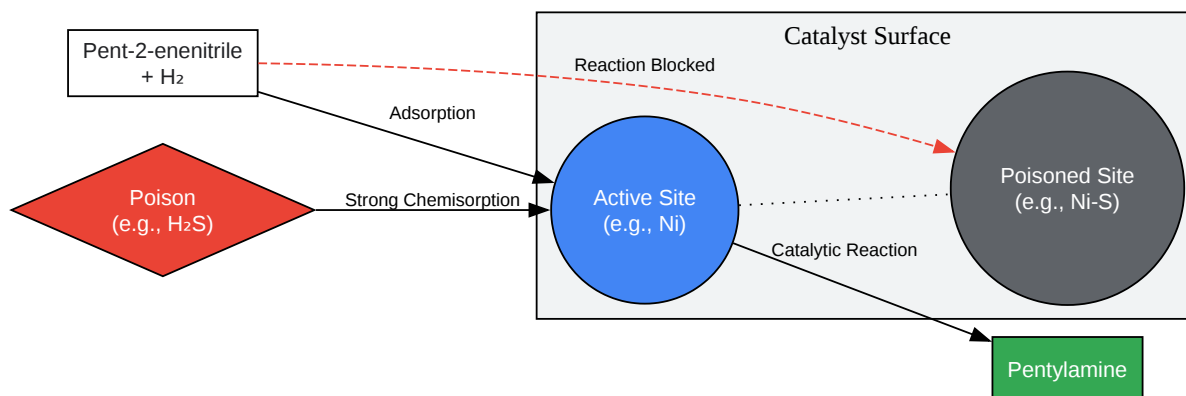 Catalyst Surface
Pent-2-enenitrile
+ H₂
Reaction Blocked
Adsorption
Poison
(e.g., H₂S)
Strong Chemisorption
Active Site
(e.g., Ni)
Poisoned Site
(e.g., Ni-S)
Catalytic Reaction
Pentylamine